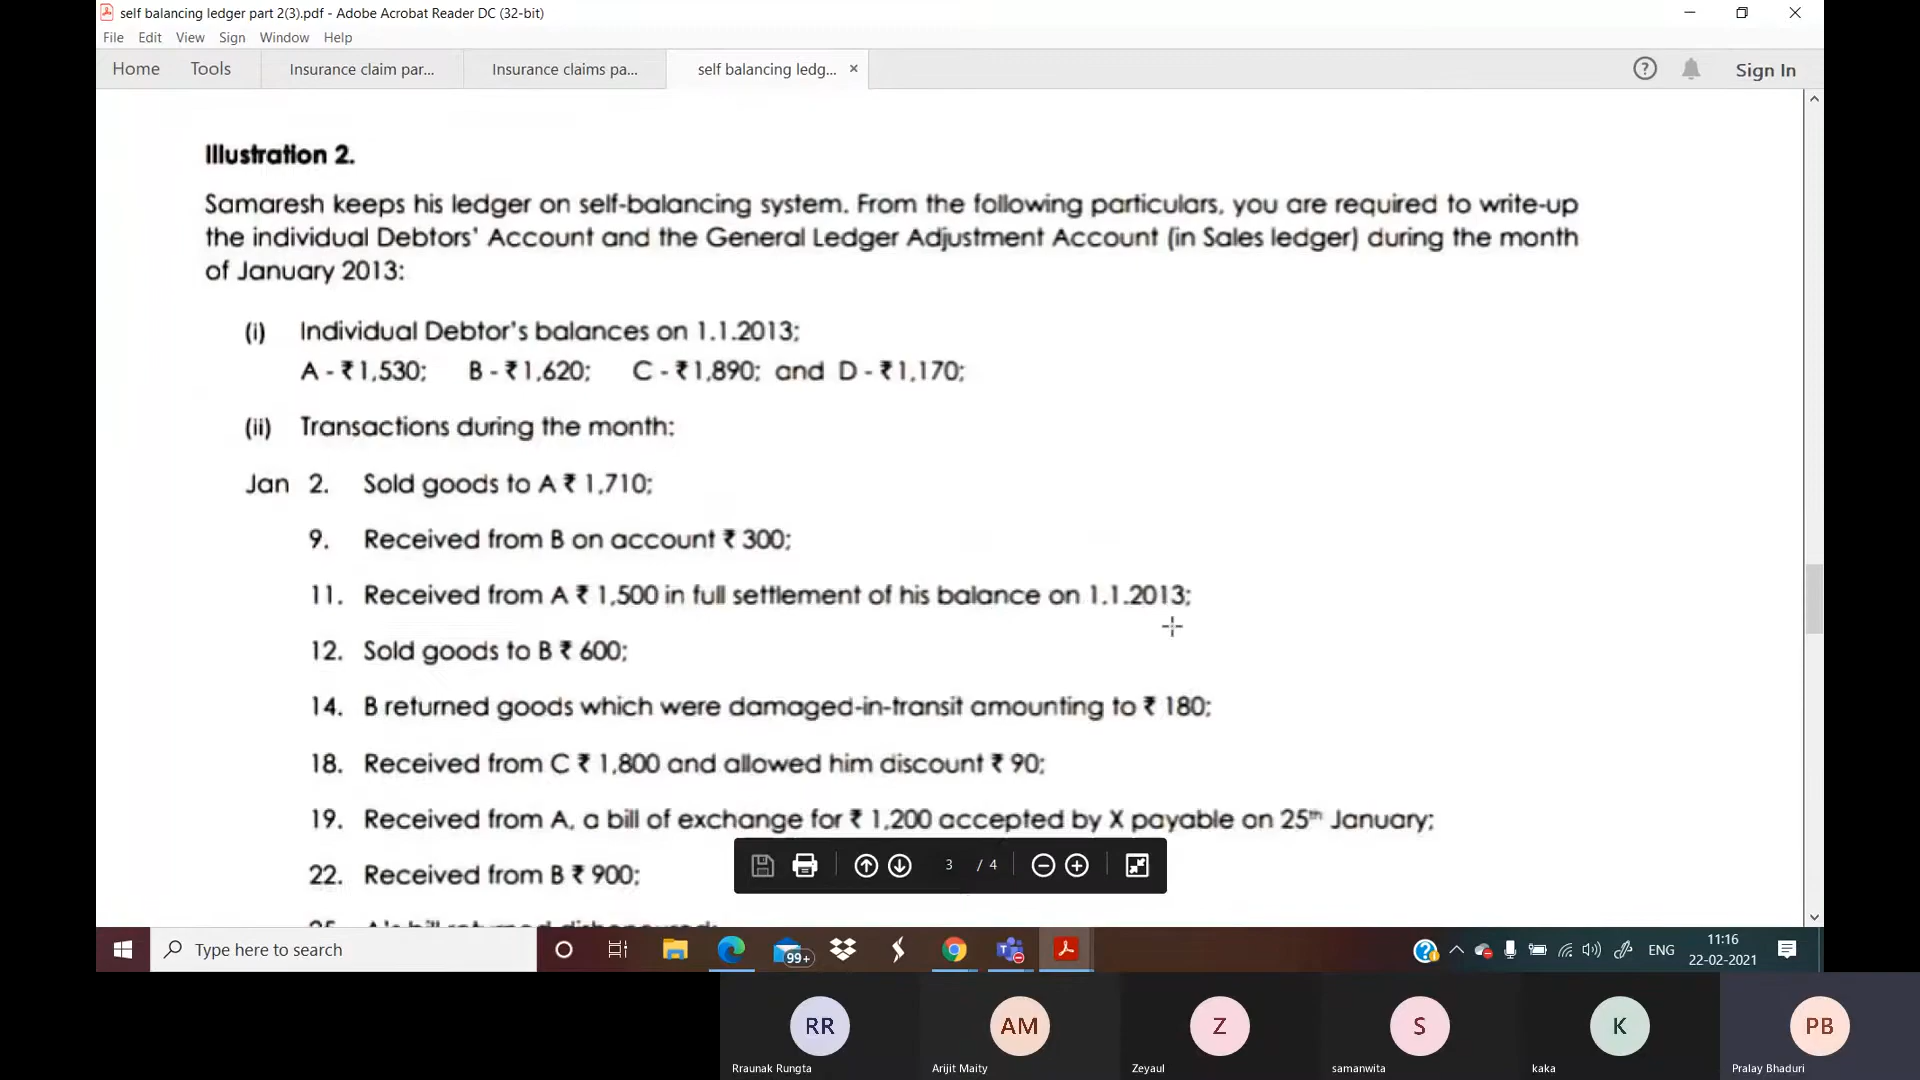 self balancing ledger part 2(3).pdf - Adobe Acrobat Reader DC (32-bit)
File Edit View Sign Window Help
Home Tools Insurance claim par... Insurance claims pa... self balancing ledg... × ? Sign In
Illustration 2.
Samaresh keeps his ledger on self-balancing system. From the following particulars, you are required to write-up
the individual Debtors' Account and the General Ledger Adjustment Account (in Sales ledger) during the month
of January 2013:
(i) Individual Debtor's balances on 1.1.2013;
A - ₹ 1,530; B - ₹ 1,620; C - ₹ 1,890; and D - ₹ 1,170;
(ii) Transactions during the month:
Jan 2. Sold goods to A ₹ 1,710;
9. Received from B on account ₹ 300;
11. Received from A ₹ 1,500 in full settlement of his balance on 1.1.2013;
12. Sold goods to B ₹ 600;
14. B returned goods which were damaged-in-transit amounting to ₹ 180;
18. Received from C ₹ 1,800 and allowed him discount ₹ 90;
19. Received from A, a bill of exchange for ₹ 1,200 accepted by X payable on 25th January;
3 / 4
22. Received from B ₹ 900;
25. A's bill returned dishonoured;
Type here to search 99+ ENG 11:16
22-02-2021
RR AM Z S K PB
Rraunak Rungta Arijit Maity Zeyaul samanwita kaka Pralay Bhaduri